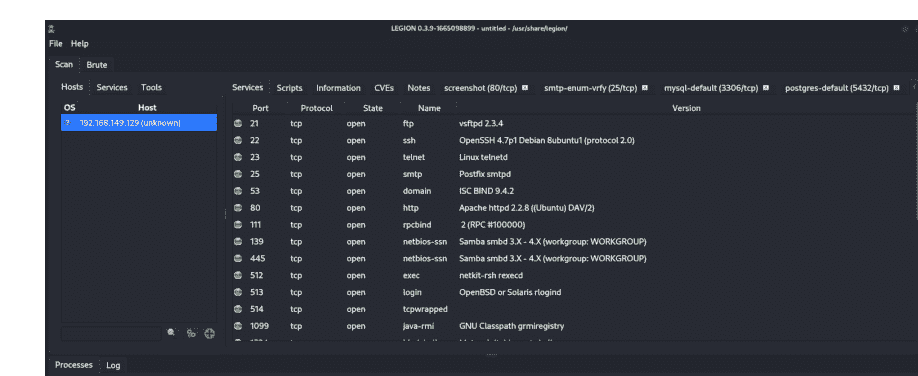 LEGION 0.3.9-1665098899 - untitled - /usr/share/legion/
File Help
Scan Brute
Hosts Services Tools
OS Host
? 192.168.149.129 (unknown)
Services Scripts Information CVEs Notes screenshot (80/tcp) smtp-enum-vrfy (25/tcp) mysql-default (3306/tcp) postgres-default (5432/tcp)
Port Protocol State Name Version
21 tcp open ftp vsftpd 2.3.4
22 tcp open ssh OpenSSH 4.7p1 Debian 8ubuntu1 (protocol 2.0)
23 tcp open telnet Linux telnetd
25 tcp open smtp Postfix smtpd
53 tcp open domain ISC BIND 9.4.2
80 tcp open http Apache httpd 2.2.8 ((Ubuntu) DAV/2)
111 tcp open rpcbind 2 (RPC #100000)
139 tcp open netbios-ssn Samba smbd 3.X - 4.X (workgroup: WORKGROUP)
445 tcp open netbios-ssn Samba smbd 3.X - 4.X (workgroup: WORKGROUP)
512 tcp open exec netkit-rsh rexecd
513 tcp open login OpenBSD or Solaris rlogind
514 tcp open tcpwrapped
1099 tcp open java-rmi GNU Classpath grmiregistry
Processes Log